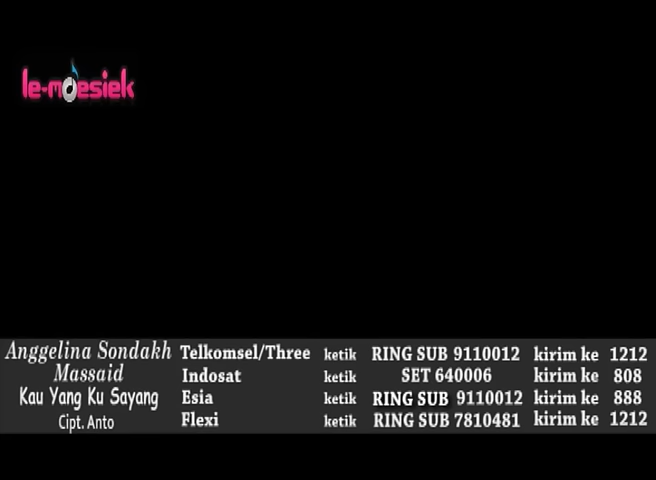 le-moesiek
Anggelina Sondakh
Massaid
Kau Yang Ku Sayang
Cipt. Anto
Telkomsel/Three ketik RING SUB 9110012 kirim ke 1212
Indosat ketik SET 640006 kirim ke 808
Esia ketik RING SUB 9110012 kirim ke 888
Flexi ketik RING SUB 7810481 kirim ke 1212